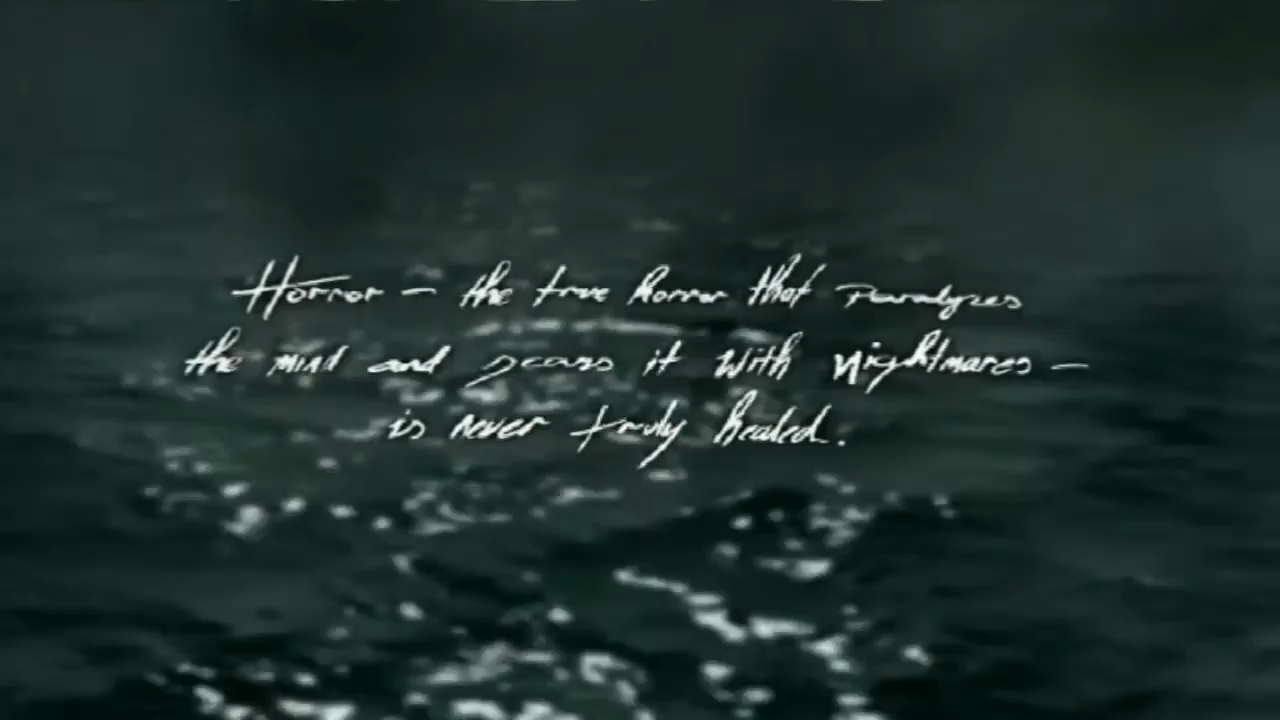 Horror – the true horror that paralyzes
the mind and scars it with nightmares –
is never truly healed.